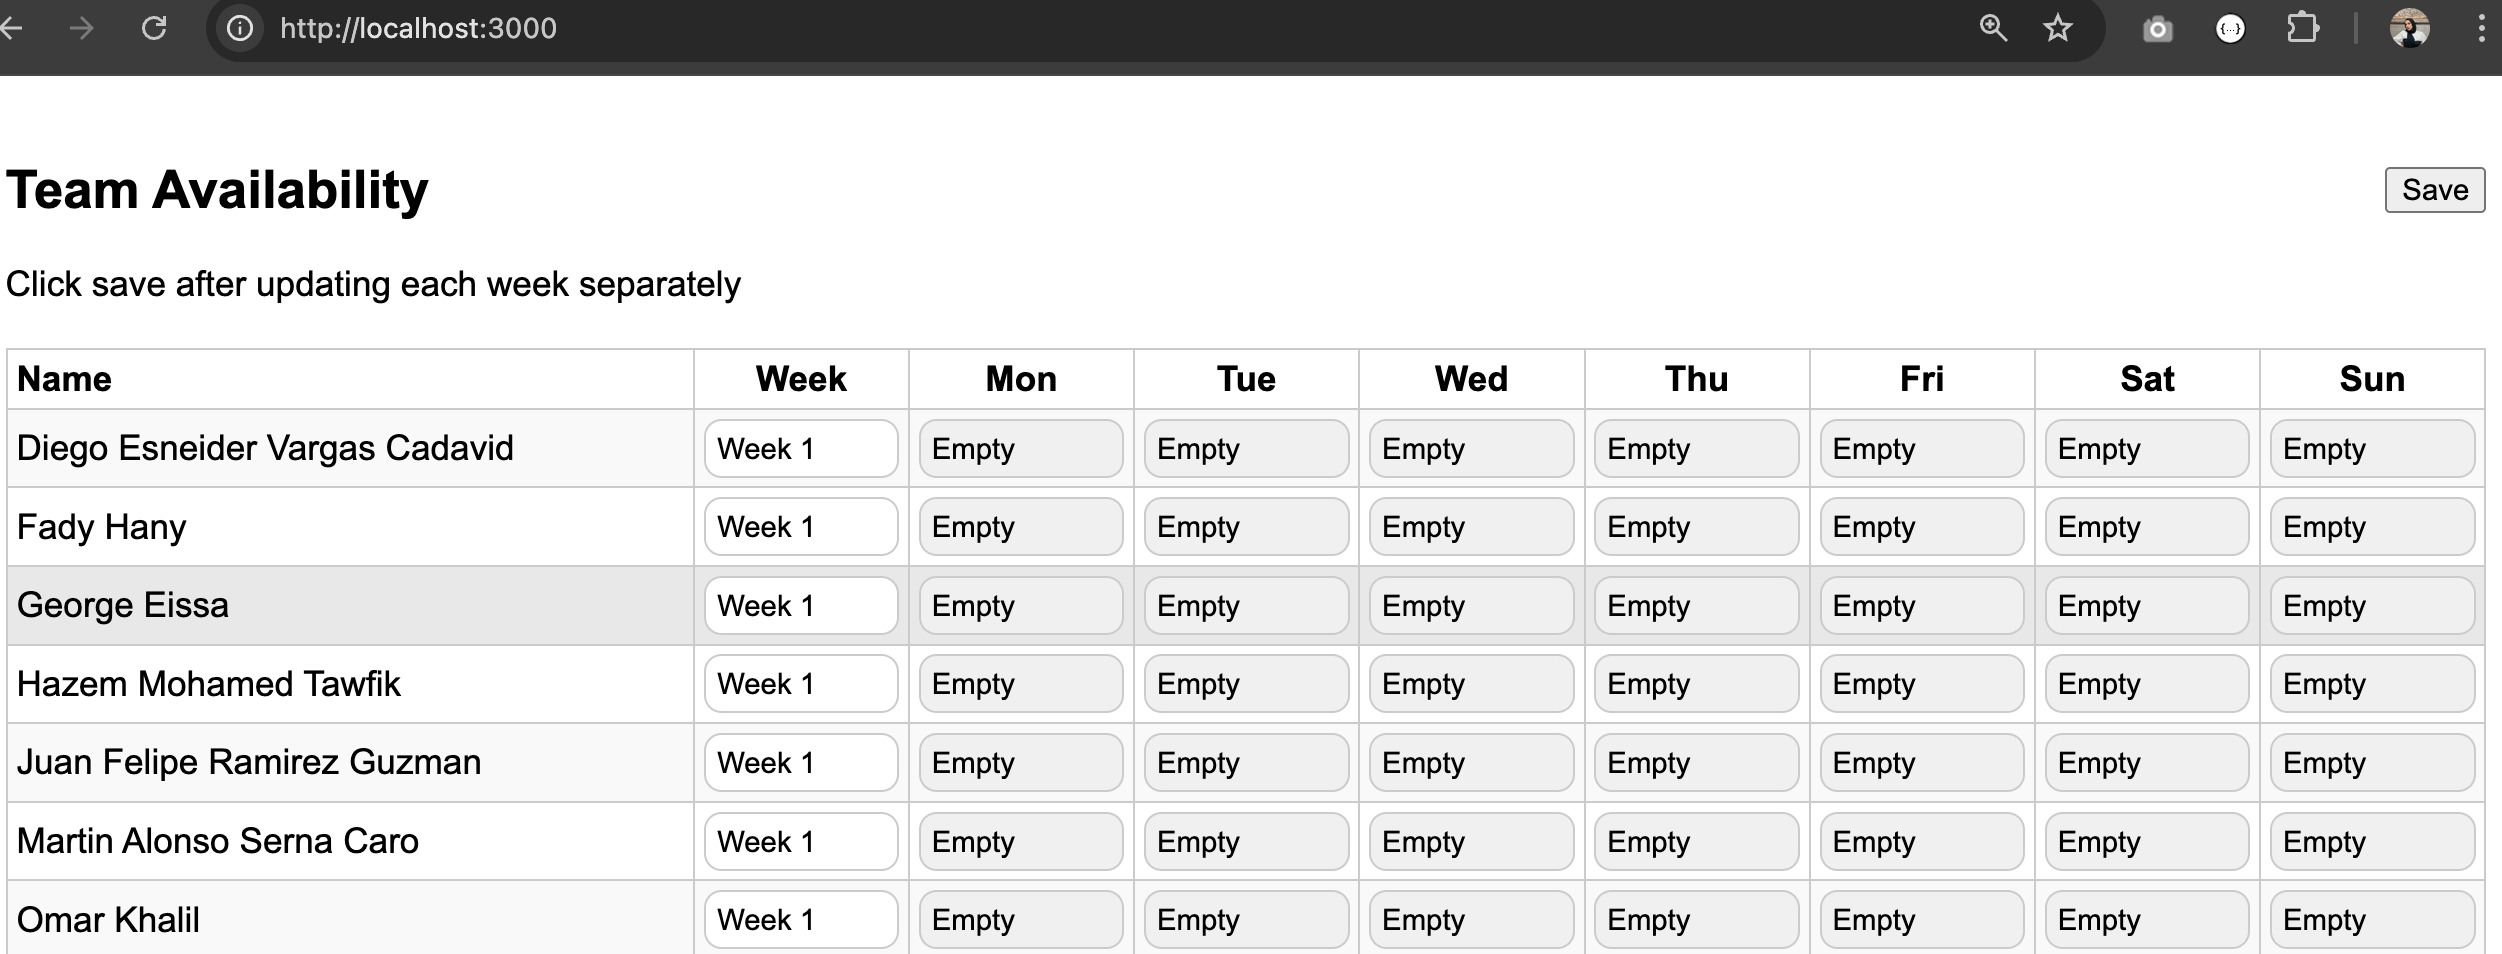 http://localhost:3000
Team Availability Save
Click save after updating each week separately
Name Week Mon Tue Wed Thu Fri Sat Sun
Diego Esneider Vargas Cadavid Week 1 Empty Empty Empty Empty Empty Empty Empty
Fady Hany Week 1 Empty Empty Empty Empty Empty Empty Empty
George Eissa Week 1 Empty Empty Empty Empty Empty Empty Empty
Hazem Mohamed Tawfik Week 1 Empty Empty Empty Empty Empty Empty Empty
Juan Felipe Ramirez Guzman Week 1 Empty Empty Empty Empty Empty Empty Empty
Martin Alonso Serna Caro Week 1 Empty Empty Empty Empty Empty Empty Empty
Omar Khalil Week 1 Empty Empty Empty Empty Empty Empty Empty